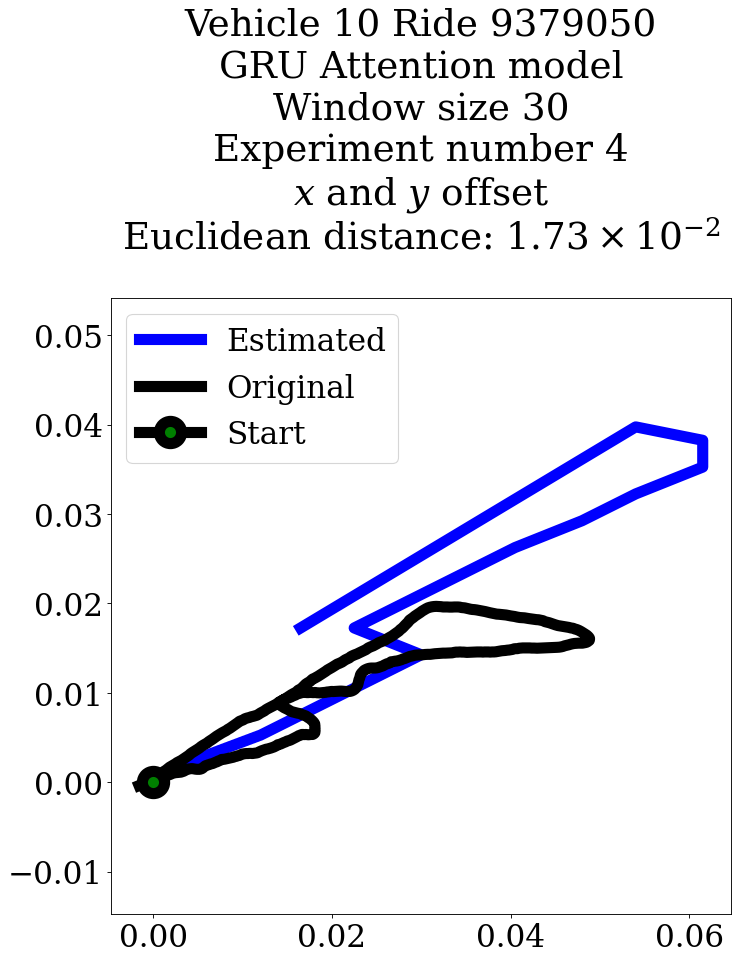 Vehicle 10 Ride 9379050
GRU Attention model
Window size 30
Experiment number 4
x and y offset
Euclidean distance: 1.73 × 10⁻²
Estimated
Original
Start
0.05
0.04
0.03
0.02
0.01
0.00
−0.01
0.00 0.02 0.04 0.06